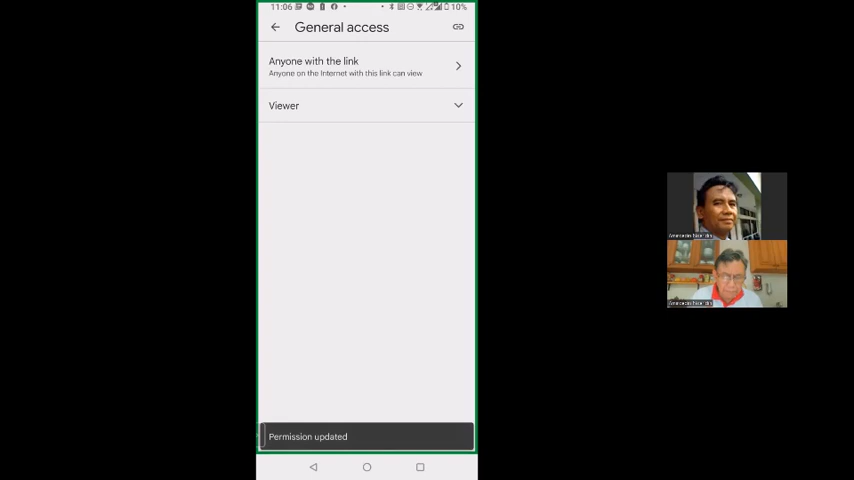 11:06
10%
General access
Anyone with the link
Anyone on the Internet with this link can view
Viewer
Permission updated